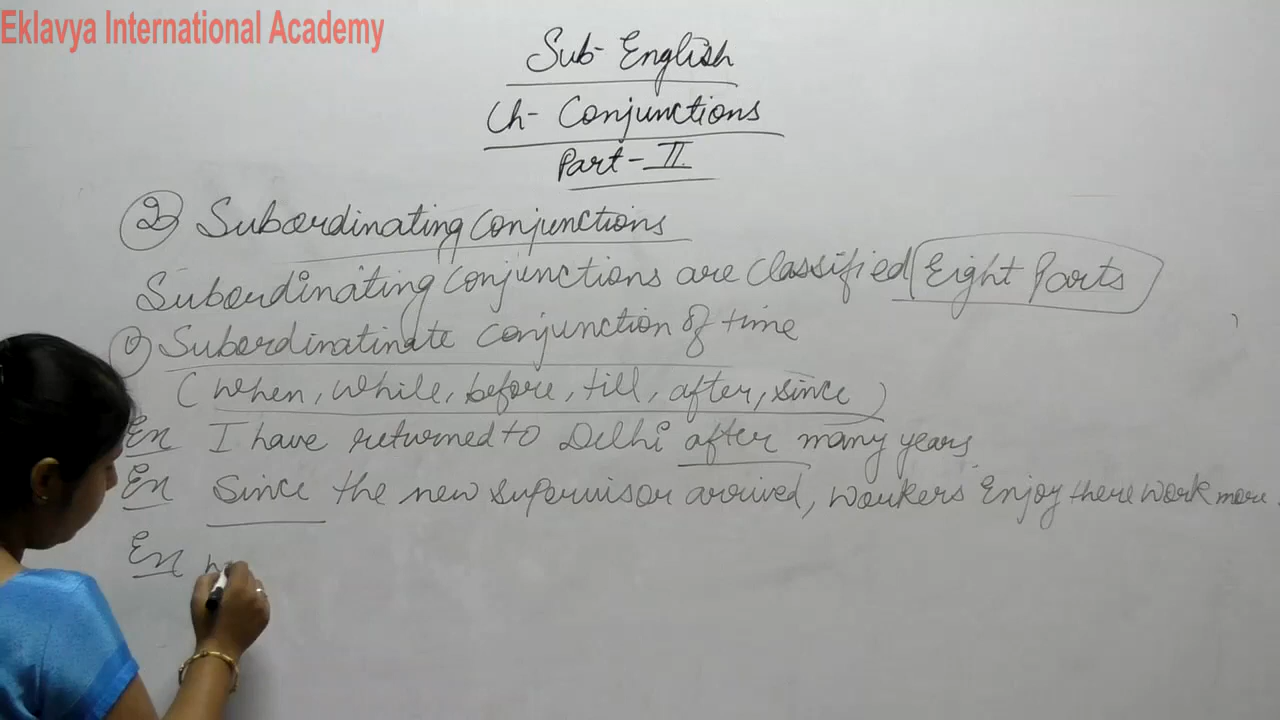 Eklavya International Academy
Sub- English
Ch- Conjunctions
Part - II
2) Subordinating Conjunctions
Subordinating Conjunctions are classified Eight Parts
Subordinatinate conjunction of time
(when, while, before, till, after, since)
Ex I have returned to Delhi after many years.
Ex Since the new supervisor arrived, workers Enjoy there work more.
Ex